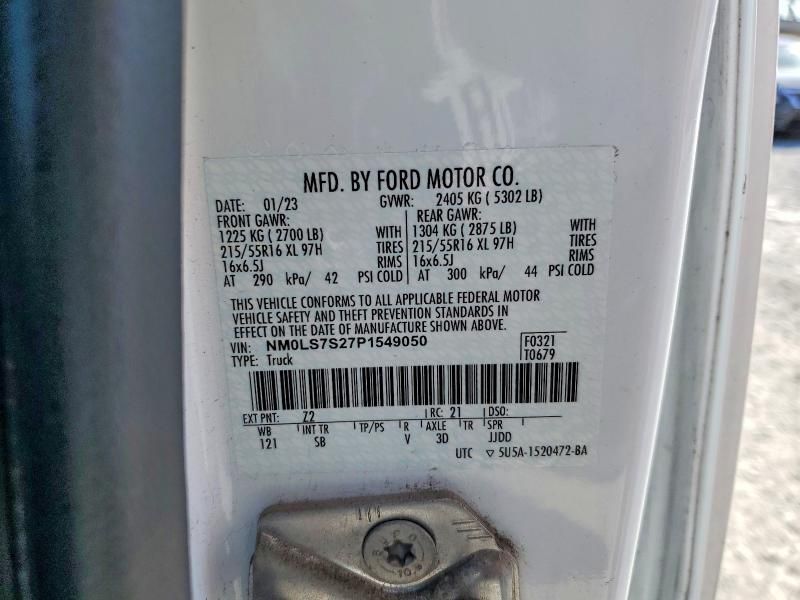 MFD. BY FORD MOTOR CO.
DATE: 01/23 GVWR: 2405 KG ( 5302 LB)
FRONT GAWR: REAR GAWR:
1225 KG ( 2700 LB) WITH 1304 KG ( 2875 LB) WITH
215/55R16 XL 97H TIRES 215/55R16 XL 97H TIRES
16x6.5J RIMS 16x6.5J RIMS
AT 290 kPa/ 42 PSI COLD AT 300 kPa/ 44 PSI COLD
THIS VEHICLE CONFORMS TO ALL APPLICABLE FEDERAL MOTOR
VEHICLE SAFETY AND THEFT PREVENTION STANDARDS IN
EFFECT ON THE DATE OF MANUFACTURE SHOWN ABOVE.
VIN: NM0LS7S27P1549050 F0321
TYPE: Truck T0679
EXT PNT: Z2 RC: 21 DSO:
WB INT TR TP/PS R AXLE TR SPR
121 SB V 3D JJDD
UTC ▽ 5U5A-1520472-BA
10.9